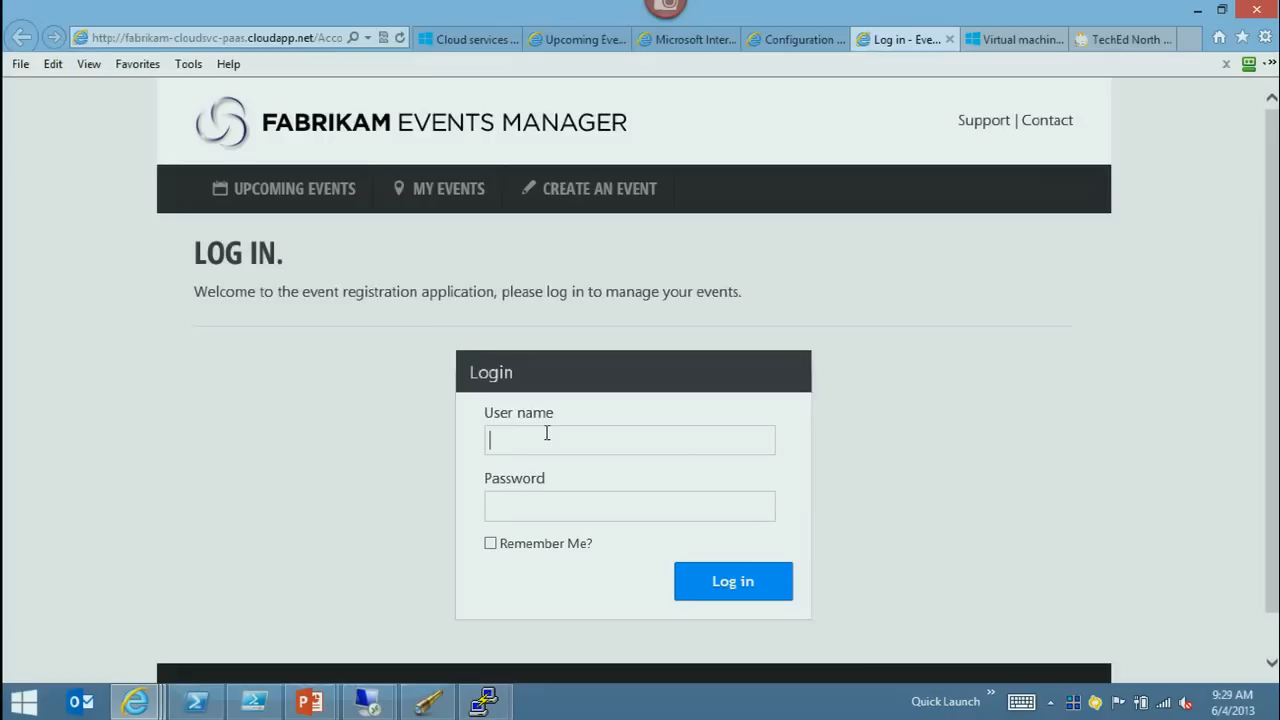 http://fabrikam-cloudsvc-paas.cloudapp.net/Acco
Cloud services ...
Upcoming Eve...
Microsoft Inter...
Configuration ...
Log in - Eve...
Virtual machin...
TechEd North ...
File Edit View Favorites Tools Help
FABRIKAM EVENTS MANAGER
Support | Contact
UPCOMING EVENTS
MY EVENTS
CREATE AN EVENT
LOG IN.
Welcome to the event registration application, please log in to manage your events.
Login
User name
Password
Remember Me?
Log in
Quick Launch
9:29 AM
6/4/2013